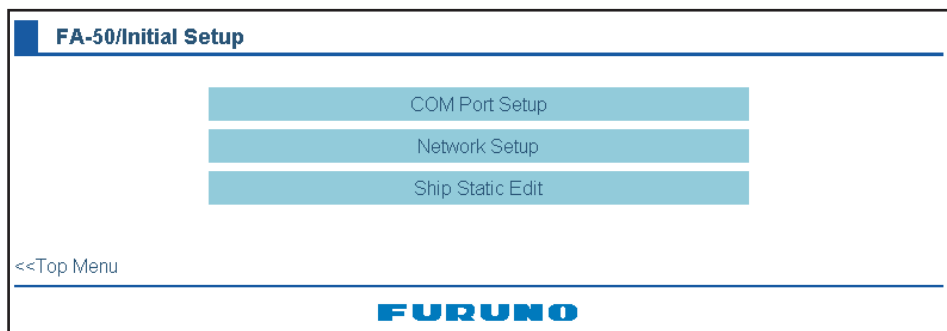 FA-50/Initial Setup
COM Port Setup
Network Setup
Ship Static Edit
<<Top Menu
FURUNO